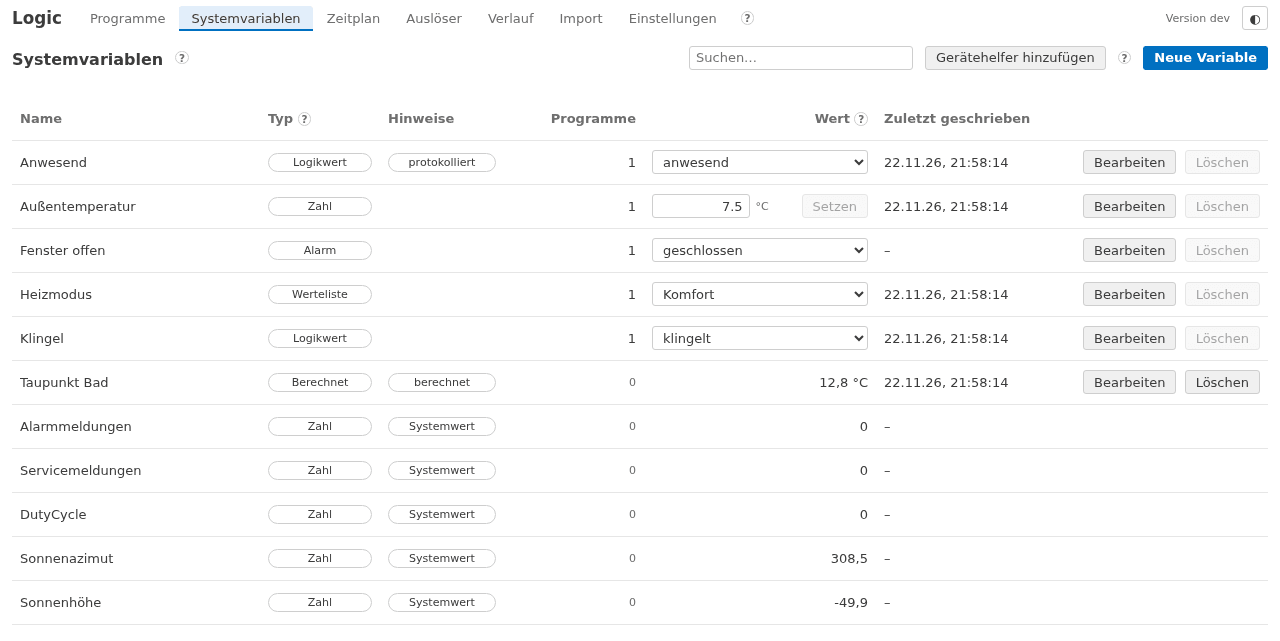 Logic Programme Systemvariablen Zeitplan Auslöser Verlauf Import Einstellungen ? Version dev ◐
Systemvariablen ? Suchen… Gerätehelfer hinzufügen ? Neue Variable
Name Typ ? Hinweise Programme Wert ? Zuletzt geschrieben
Anwesend Logikwert protokolliert 1 anwesend 22.11.26, 21:58:14 Bearbeiten Löschen
Außentemperatur Zahl 1 7.5 °C Setzen 22.11.26, 21:58:14 Bearbeiten Löschen
Fenster offen Alarm 1 geschlossen – Bearbeiten Löschen
Heizmodus Werteliste 1 Komfort 22.11.26, 21:58:14 Bearbeiten Löschen
Klingel Logikwert 1 klingelt 22.11.26, 21:58:14 Bearbeiten Löschen
Taupunkt Bad Berechnet berechnet 0 12,8 °C 22.11.26, 21:58:14 Bearbeiten Löschen
Alarmmeldungen Zahl Systemwert 0 0 –
Servicemeldungen Zahl Systemwert 0 0 –
DutyCycle Zahl Systemwert 0 0 –
Sonnenazimut Zahl Systemwert 0 308,5 –
Sonnenhöhe Zahl Systemwert 0 -49,9 –